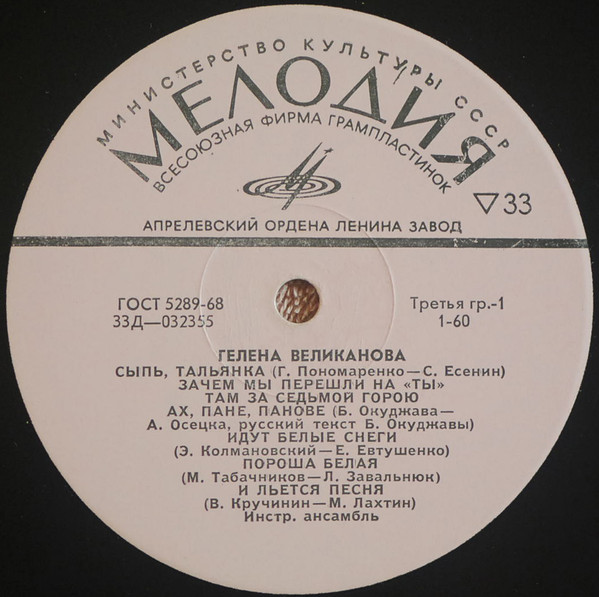 МИНИСТЕРСТВО КУЛЬТУРЫ СССР
МЕЛОДИЯ
ВСЕСОЮЗНАЯ ФИРМА ГРАМПЛАСТИНОК
▽33
АПРЕЛЕВСКИЙ ОРДЕНА ЛЕНИНА ЗАВОД
ГОСТ 5289-68 Третья гр.-1
33Д—032355 1-60
ГЕЛЕНА ВЕЛИКАНОВА
СЫПЬ, ТАЛЬЯНКА (Г. Пономаренко—С. Есенин)
ЗАЧЕМ МЫ ПЕРЕШЛИ НА «ТЫ»
ТАМ ЗА СЕДЬМОЙ ГОРОЮ
АХ, ПАНЕ, ПАНОВЕ (Б. Окуджава—
А. Осецка, русский текст Б. Окуджавы)
ИДУТ БЕЛЫЕ СНЕГИ
(Э. Колмановский—Е. Евтушенко)
ПОРОША БЕЛАЯ
(М. Табачников—Л. Завальнюк)
И ЛЬЕТСЯ ПЕСНЯ
(В. Кручинин—М. Лахтин)
Инстр. ансамбль